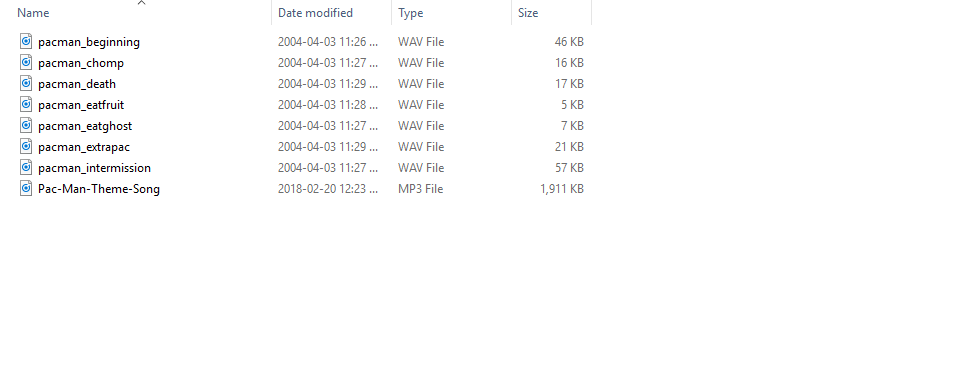 Name Date modified Type Size
pacman_beginning 2004-04-03 11:26 ... WAV File 46 KB
pacman_chomp 2004-04-03 11:27 ... WAV File 16 KB
pacman_death 2004-04-03 11:29 ... WAV File 17 KB
pacman_eatfruit 2004-04-03 11:28 ... WAV File 5 KB
pacman_eatghost 2004-04-03 11:27 ... WAV File 7 KB
pacman_extrapac 2004-04-03 11:29 ... WAV File 21 KB
pacman_intermission 2004-04-03 11:27 ... WAV File 57 KB
Pac-Man-Theme-Song 2018-02-20 12:23 ... MP3 File 1,911 KB